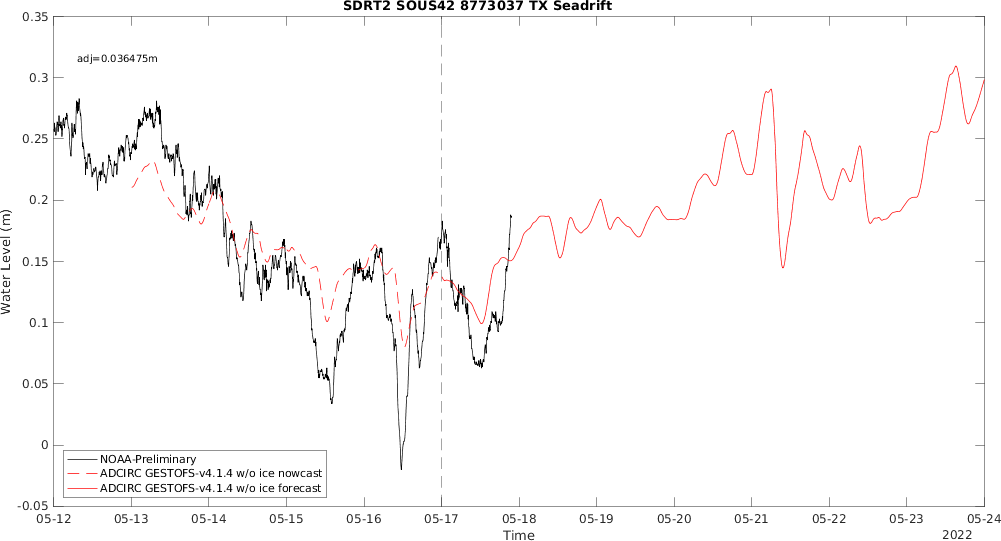 SDRT2 SOUS42 8773037 TX Seadrift
adj=0.036475m
0.35
0.3
0.25
0.2
0.15
0.1
0.05
0
-0.05
Water Level (m)
NOAA-Preliminary
ADCIRC GESTOFS-v4.1.4 w/o ice nowcast
ADCIRC GESTOFS-v4.1.4 w/o ice forecast
05-12 05-13 05-14 05-15 05-16 05-17 05-18 05-19 05-20 05-21 05-22 05-23 05-24
Time
2022